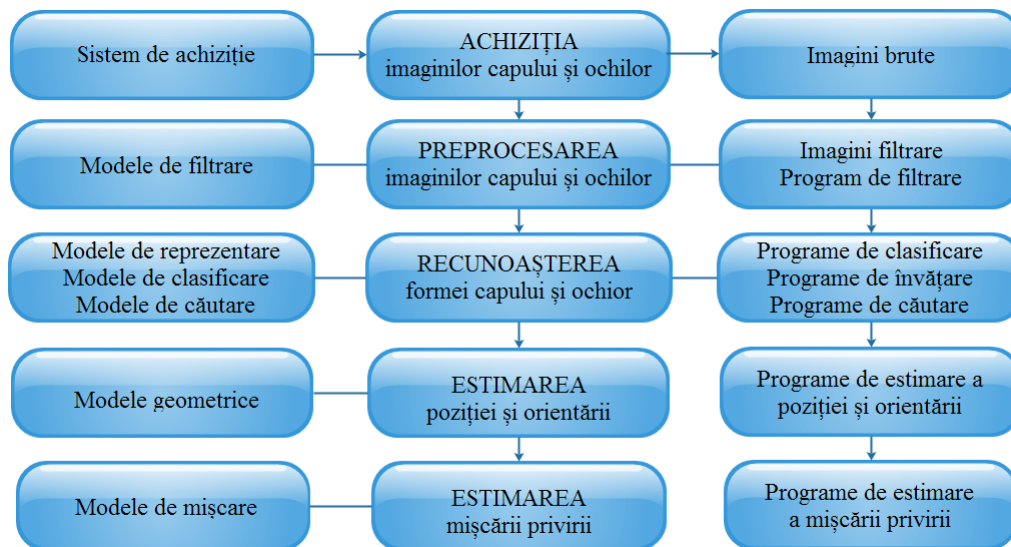 Sistem de achiziție
ACHIZIȚIA
imaginilor capului și ochilor
Imagini brute
Modele de filtrare
PREPROCESAREA
imaginilor capului și ochilor
Imagini filtrare
Program de filtrare
Modele de reprezentare
Modele de clasificare
Modele de căutare
RECUNOAȘTEREA
formei capului și ochior
Programe de clasificare
Programe de învățare
Programe de căutare
Modele geometrice
ESTIMAREA
poziției și orientării
Programe de estimare a
poziției și orientării
Modele de mișcare
ESTIMAREA
mișcării privirii
Programe de estimare
a mișcării privirii